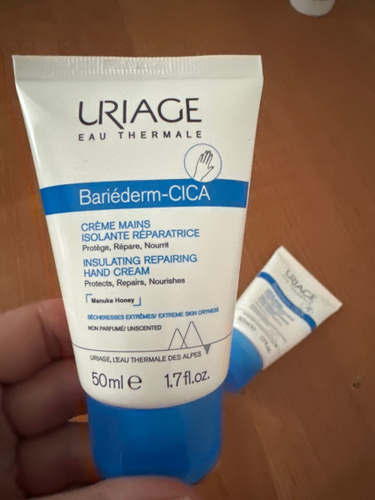 URIAGE
EAU THERMALE
Bariéderm-CICA
CRÈME MAINS
ISOLANTE RÉPARATRICE
Protège, Répare, Nourrit
INSULATING REPAIRING
HAND CREAM
Protects, Repairs, Nourishes
Manuka Honey
SÉCHERESSES EXTRÊMES/ EXTREME SKIN DRYNESS
NON PARFUMÉ/ UNSCENTED
URIAGE, L'EAU THERMALE DES ALPES
50ml e 1.7fl.oz.
URIAGE